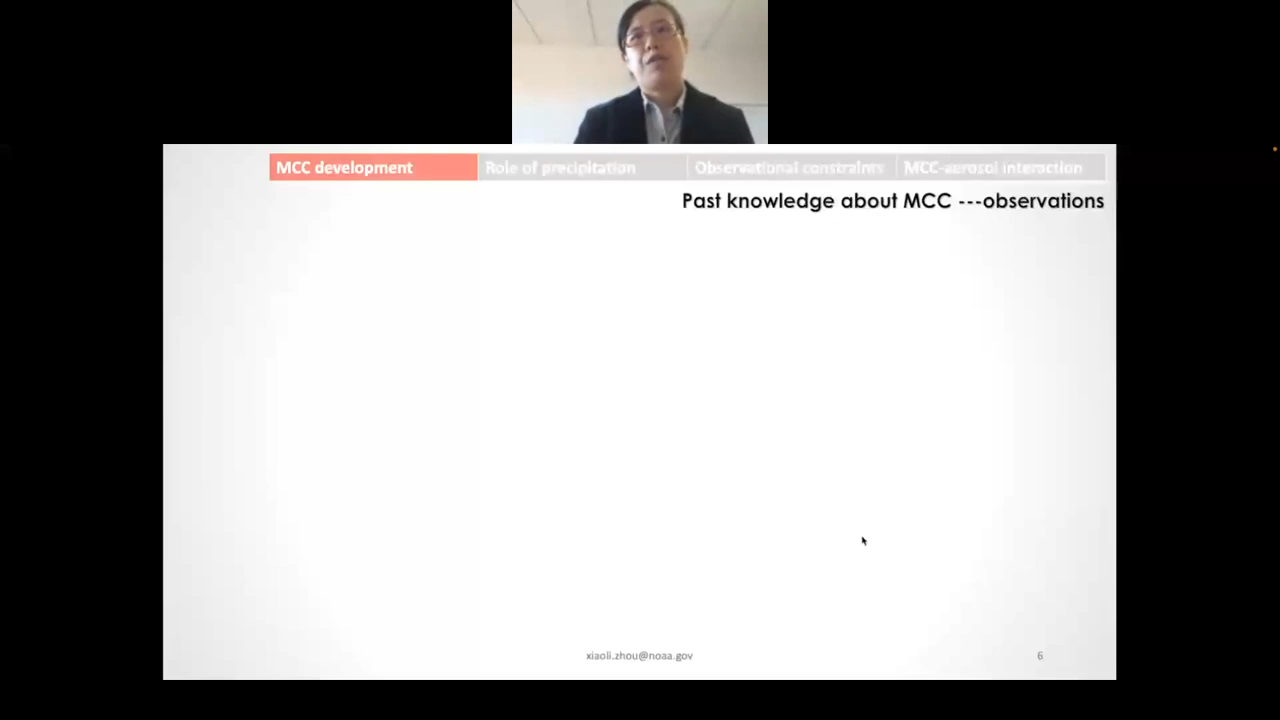 MCC development Role of precipitation Observational constraints MCC-aerosol interaction
Past knowledge about MCC ---observations
xiaoli.zhou@noaa.gov 6